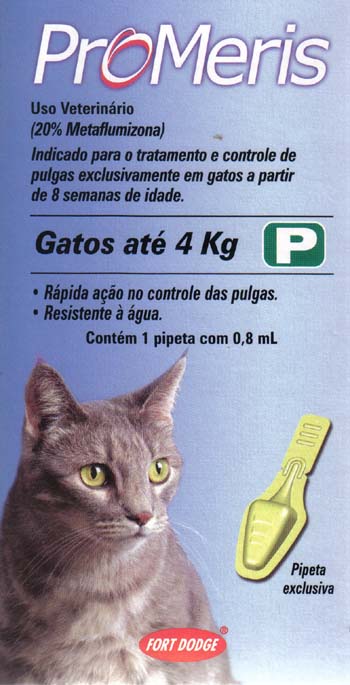 ProMeris
Uso Veterinário
(20% Metaflumizona)
Indicado para o tratamento e controle de
pulgas exclusivamente em gatos a partir
de 8 semanas de idade.
Gatos até 4 Kg P
• Rápida ação no controle das pulgas.
• Resistente à água.
Contém 1 pipeta com 0,8 mL
Pipeta
exclusiva
FORT DODGE®